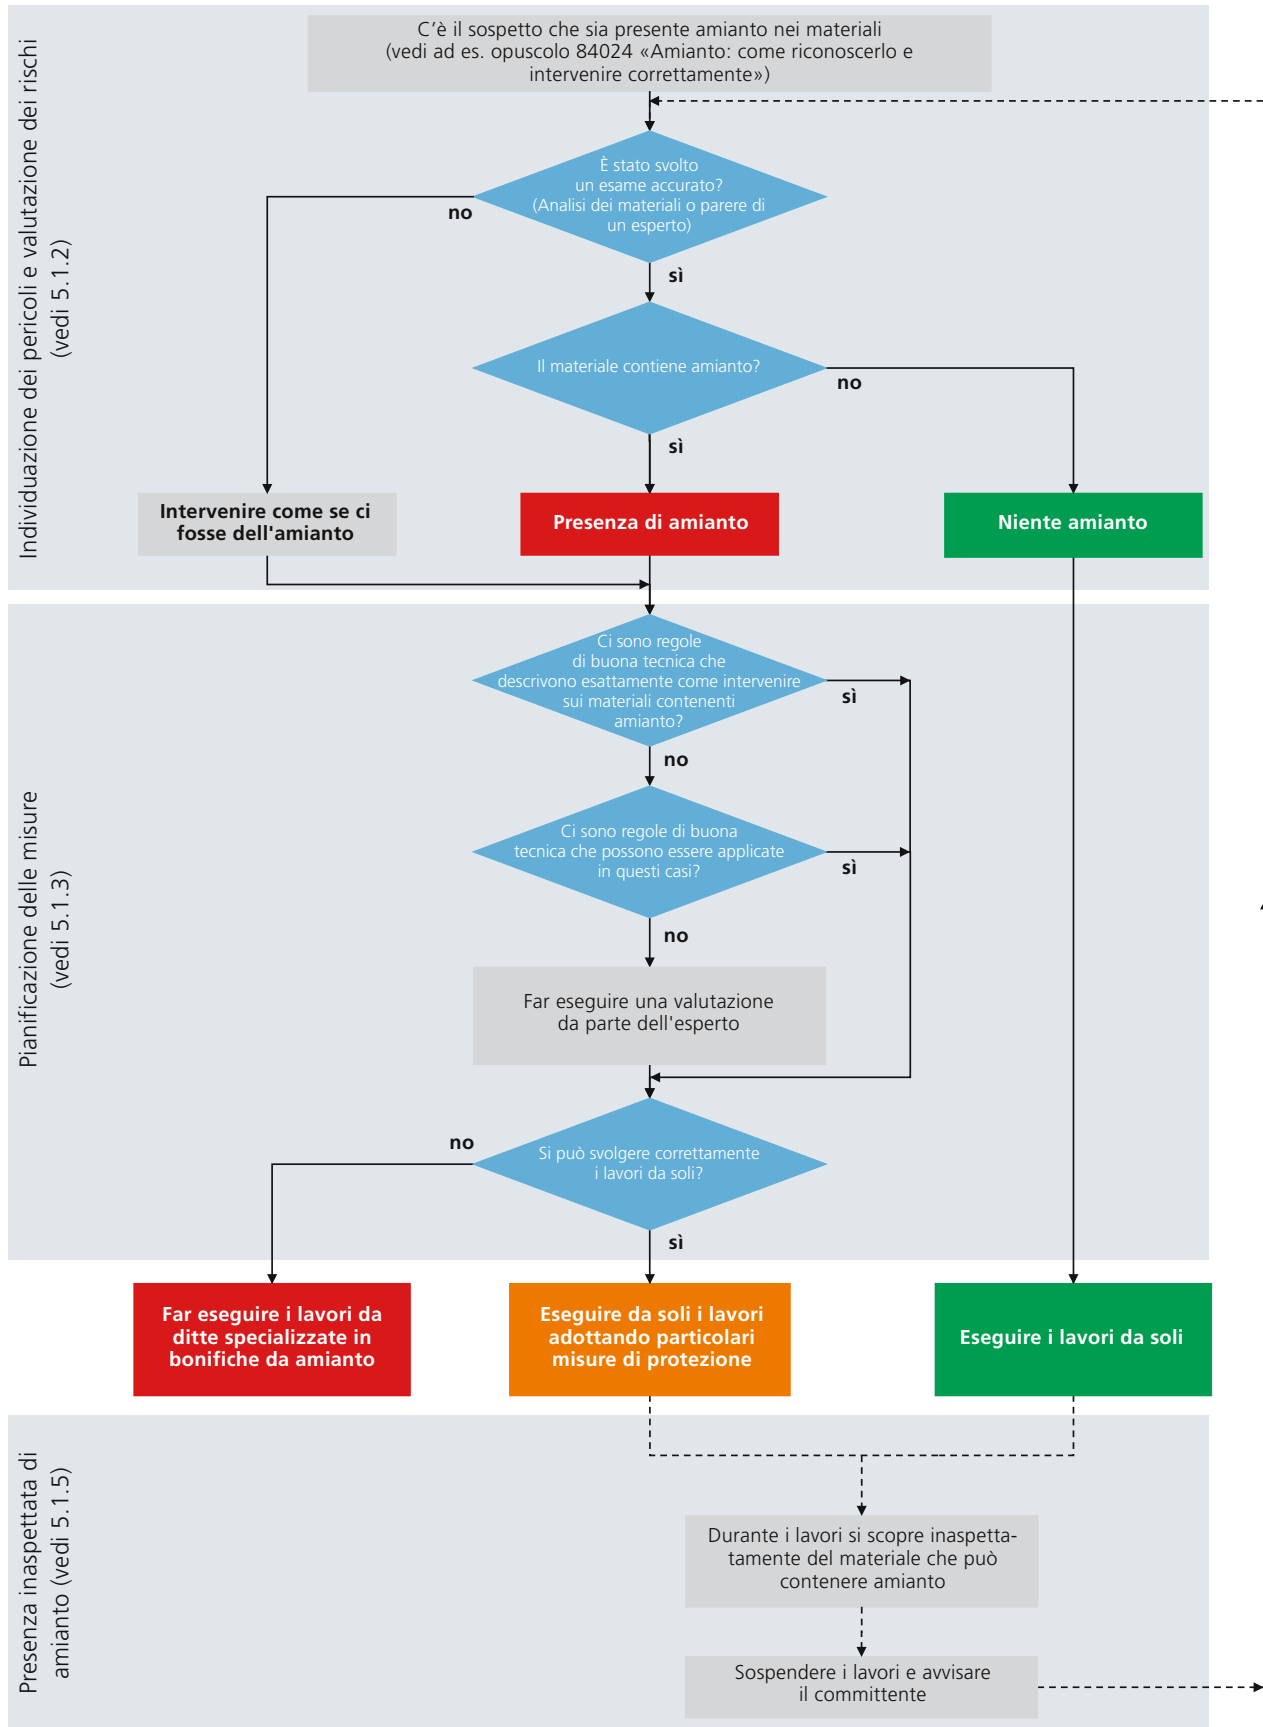 Individuazione dei pericoli e valutazione dei rischi
(vedi 5.1.2)
C’è il sospetto che sia presente amianto nei materiali
(vedi ad es. opuscolo 84024 «Amianto: come riconoscerlo e
intervenire correttamente»)
È stato svolto
un esame accurato?
(Analisi dei materiali o parere di
un esperto)
no
sì
Il materiale contiene amianto?
no
sì
Intervenire come se ci
fosse dell'amianto
Presenza di amianto
Niente amianto
Pianificazione delle misure
(vedi 5.1.3)
Ci sono regole
di buona tecnica che
descrivono esattamente come intervenire
sui materiali contenenti
amianto?
sì
no
Ci sono regole di buona
tecnica che possono essere applicate
in questi casi?
sì
no
Far eseguire una valutazione
da parte dell'esperto
Si può svolgere correttamente
i lavori da soli?
no
sì
Far eseguire i lavori da
ditte specializzate in
bonifiche da amianto
Eseguire da soli i lavori
adottando particolari
misure di protezione
Eseguire i lavori da soli
Presenza inaspettata di
amianto (vedi 5.1.5)
Durante i lavori si scopre inaspetta-
tamente del materiale che può
contenere amianto
Sospendere i lavori e avvisare
il committente